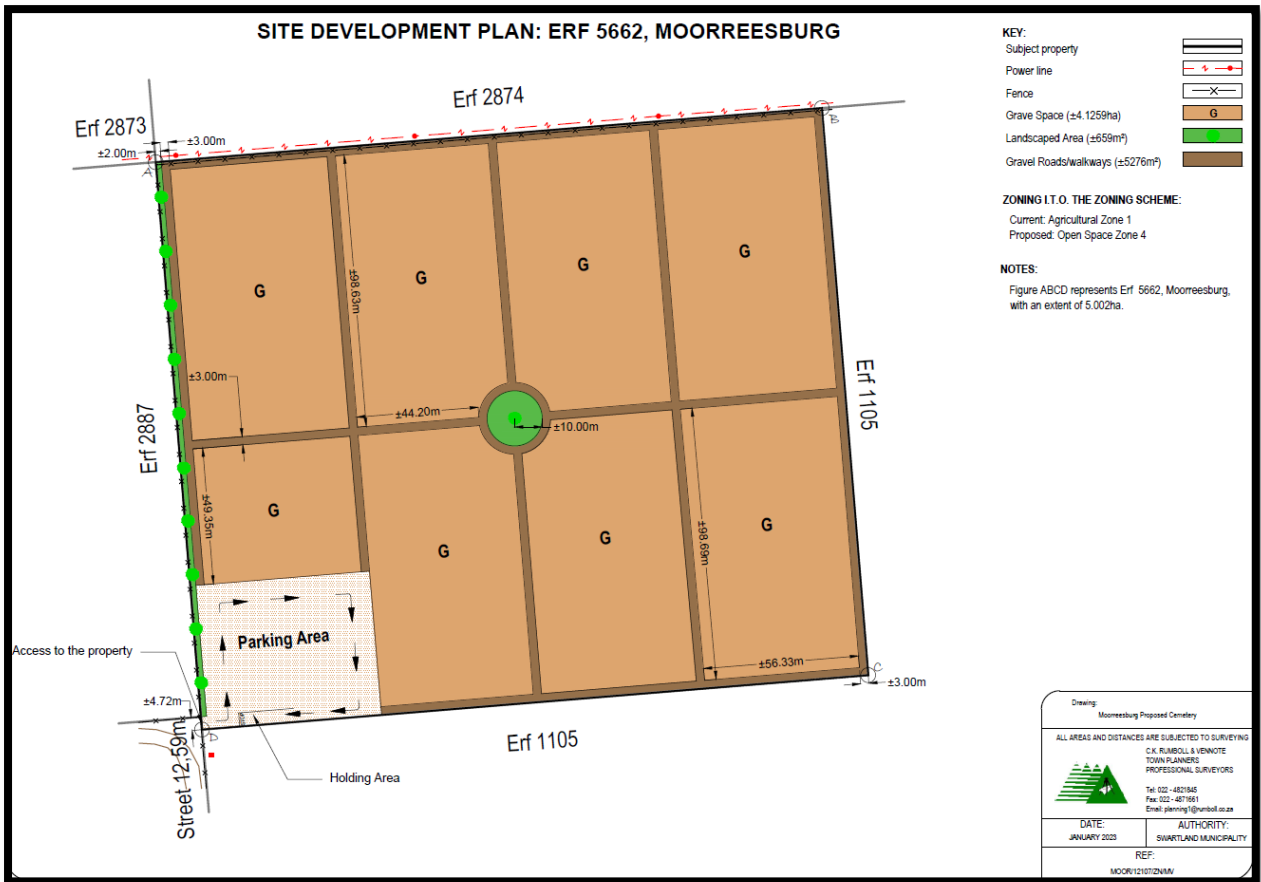 SITE DEVELOPMENT PLAN: ERF 5662, MOORREESBURG
KEY:
Subject property
Power line
Fence
Grave Space (±4.1259ha)
G
Landscaped Area (±659m²)
Gravel Roads/walkways (±5276m²)
ZONING I.T.O. THE ZONING SCHEME:
Current: Agricultural Zone 1
Proposed: Open Space Zone 4
NOTES:
Figure ABCD represents Erf 5662, Moorreesburg,
with an extent of 5.002ha.
Erf 2873
Erf 2874
±3.00m
±2.00m
A
B
G
G
G
G
±98.63m
±3.00m
±44.20m
±10.00m
Erf 2887
Erf 1105
±49.35m
G
G
G
G
±98.69m
±56.33m
C
±3.00m
Parking Area
Access to the property
±4.72m
D
Holding Area
Erf 1105
Street 12,59m
Drawing:
Moorreesburg Proposed Cemetery
ALL AREAS AND DISTANCES ARE SUBJECTED TO SURVEYING
C.K. RUMBOLL & VENNOTE
TOWN PLANNERS
PROFESSIONAL SURVEYORS
Tel: 022 - 4821845
Fax: 022 - 4871661
Email: planning1@rumboll.co.za
DATE:
JANUARY 2023
AUTHORITY:
SWARTLAND MUNICIPALITY
REF:
MOOR/12107/ZN/MV